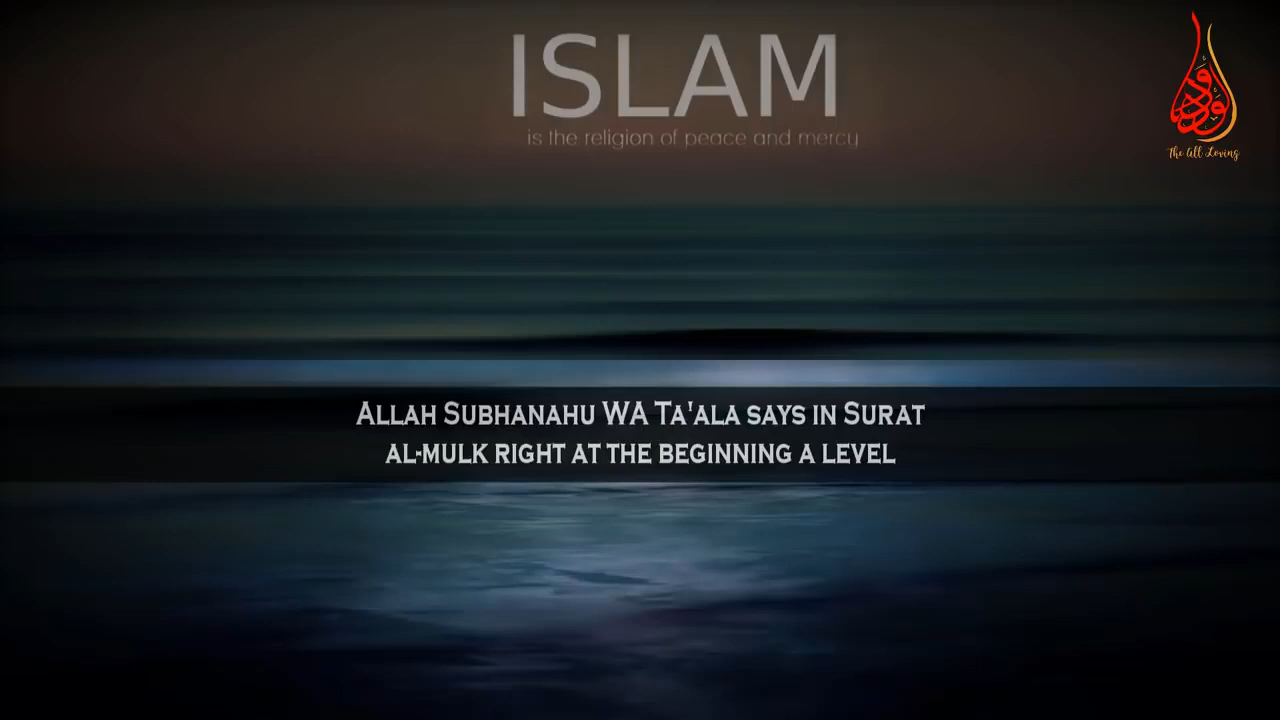 ISLAM
is the religion of peace and mercy
الودود
The All Loving
ALLAH SUBHANAHU WA TA'ALA SAYS IN SURAT
AL-MULK RIGHT AT THE BEGINNING A LEVEL